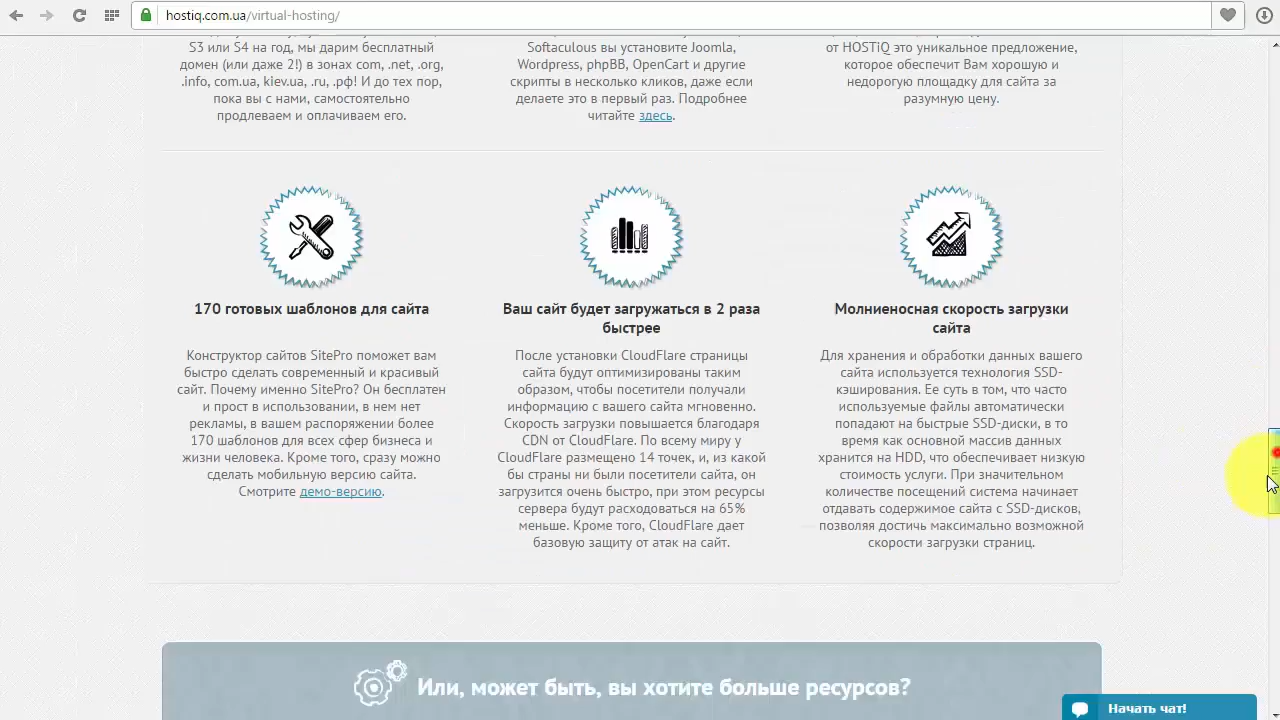 hostiq.com.ua/virtual-hosting/
S3 или S4 на год, мы дарим бесплатный
домен (или даже 2!) в зонах com, .net, .org,
.info, com.ua, kiev.ua, .ru, .рф! И до тех пор,
пока вы с нами, самостоятельно
продлеваем и оплачиваем его.
Softaculous вы установите Joomla,
Wordpress, phpBB, OpenCart и другие
скрипты в несколько кликов, даже если
делаете это в первый раз. Подробнее
читайте здесь.
от HOSTiQ это уникальное предложение,
которое обеспечит Вам хорошую и
недорогую площадку для сайта за
разумную цену.
170 готовых шаблонов для сайта
Конструктор сайтов SitePro поможет вам
быстро сделать современный и красивый
сайт. Почему именно SitePro? Он бесплатен
и прост в использовании, в нем нет
рекламы, в вашем распоряжении более
170 шаблонов для всех сфер бизнеса и
жизни человека. Кроме того, сразу можно
сделать мобильную версию сайта.
Смотрите демо-версию.
Ваш сайт будет загружаться в 2 раза
быстрее
После установки CloudFlare страницы
сайта будут оптимизированы таким
образом, чтобы посетители получали
информацию с вашего сайта мгновенно.
Скорость загрузки повышается благодаря
CDN от CloudFlare. По всему миру у
CloudFlare размещено 14 точек, и, из какой
бы страны ни были посетители сайта, он
загрузится очень быстро, при этом ресурсы
сервера будут расходоваться на 65%
меньше. Кроме того, CloudFlare дает
базовую защиту от атак на сайт.
Молниеносная скорость загрузки
сайта
Для хранения и обработки данных вашего
сайта используется технология SSD-
кэширования. Ее суть в том, что часто
используемые файлы автоматически
попадают на быстрые SSD-диски, в то
время как основной массив данных
хранится на HDD, что обеспечивает низкую
стоимость услуги. При значительном
количестве посещений система начинает
отдавать содержимое сайта с SSD-дисков,
позволяя достичь максимально возможной
скорости загрузки страниц.
Или, может быть, вы хотите больше ресурсов?
Начать чат!